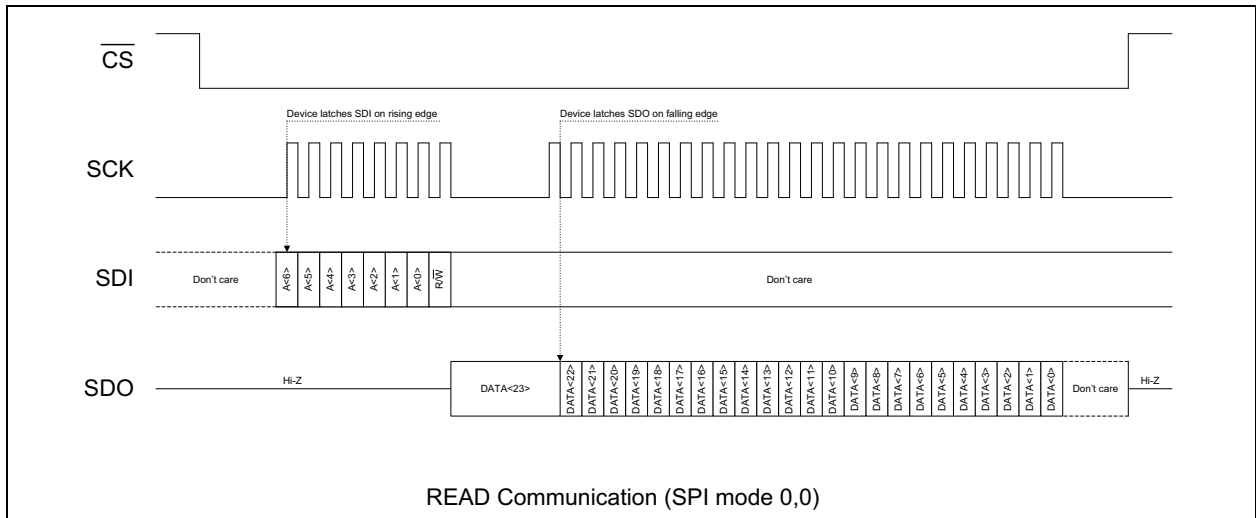 CS
Device latches SDI on rising edge
Device latches SDO on falling edge
SCK
SDI
Don't care
A<6>
A<5>
A<4>
A<3>
A<2>
A<1>
A<0>
R/W
Don't care
SDO
Hi-Z
DATA<23>
DATA<22>
DATA<21>
DATA<20>
DATA<19>
DATA<18>
DATA<17>
DATA<16>
DATA<15>
DATA<14>
DATA<13>
DATA<12>
DATA<11>
DATA<10>
DATA<9>
DATA<8>
DATA<7>
DATA<6>
DATA<5>
DATA<4>
DATA<3>
DATA<2>
DATA<1>
DATA<0>
Don't care
Hi-Z
READ Communication (SPI mode 0,0)